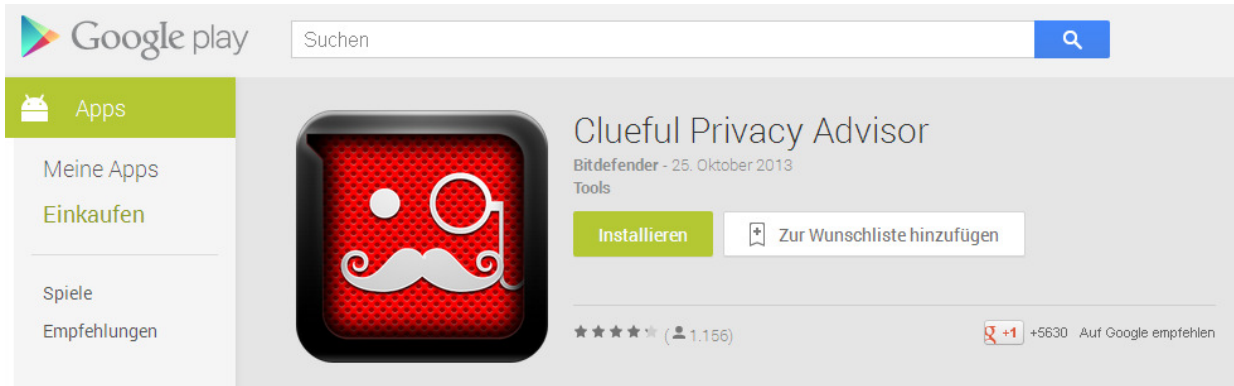 Google play
Suchen
Apps
Meine Apps
Einkaufen
Spiele
Empfehlungen
Clueful Privacy Advisor
Bitdefender - 25. Oktober 2013
Tools
Installieren
Zur Wunschliste hinzufügen
(1.156)
g +1 +5630 Auf Google empfehlen